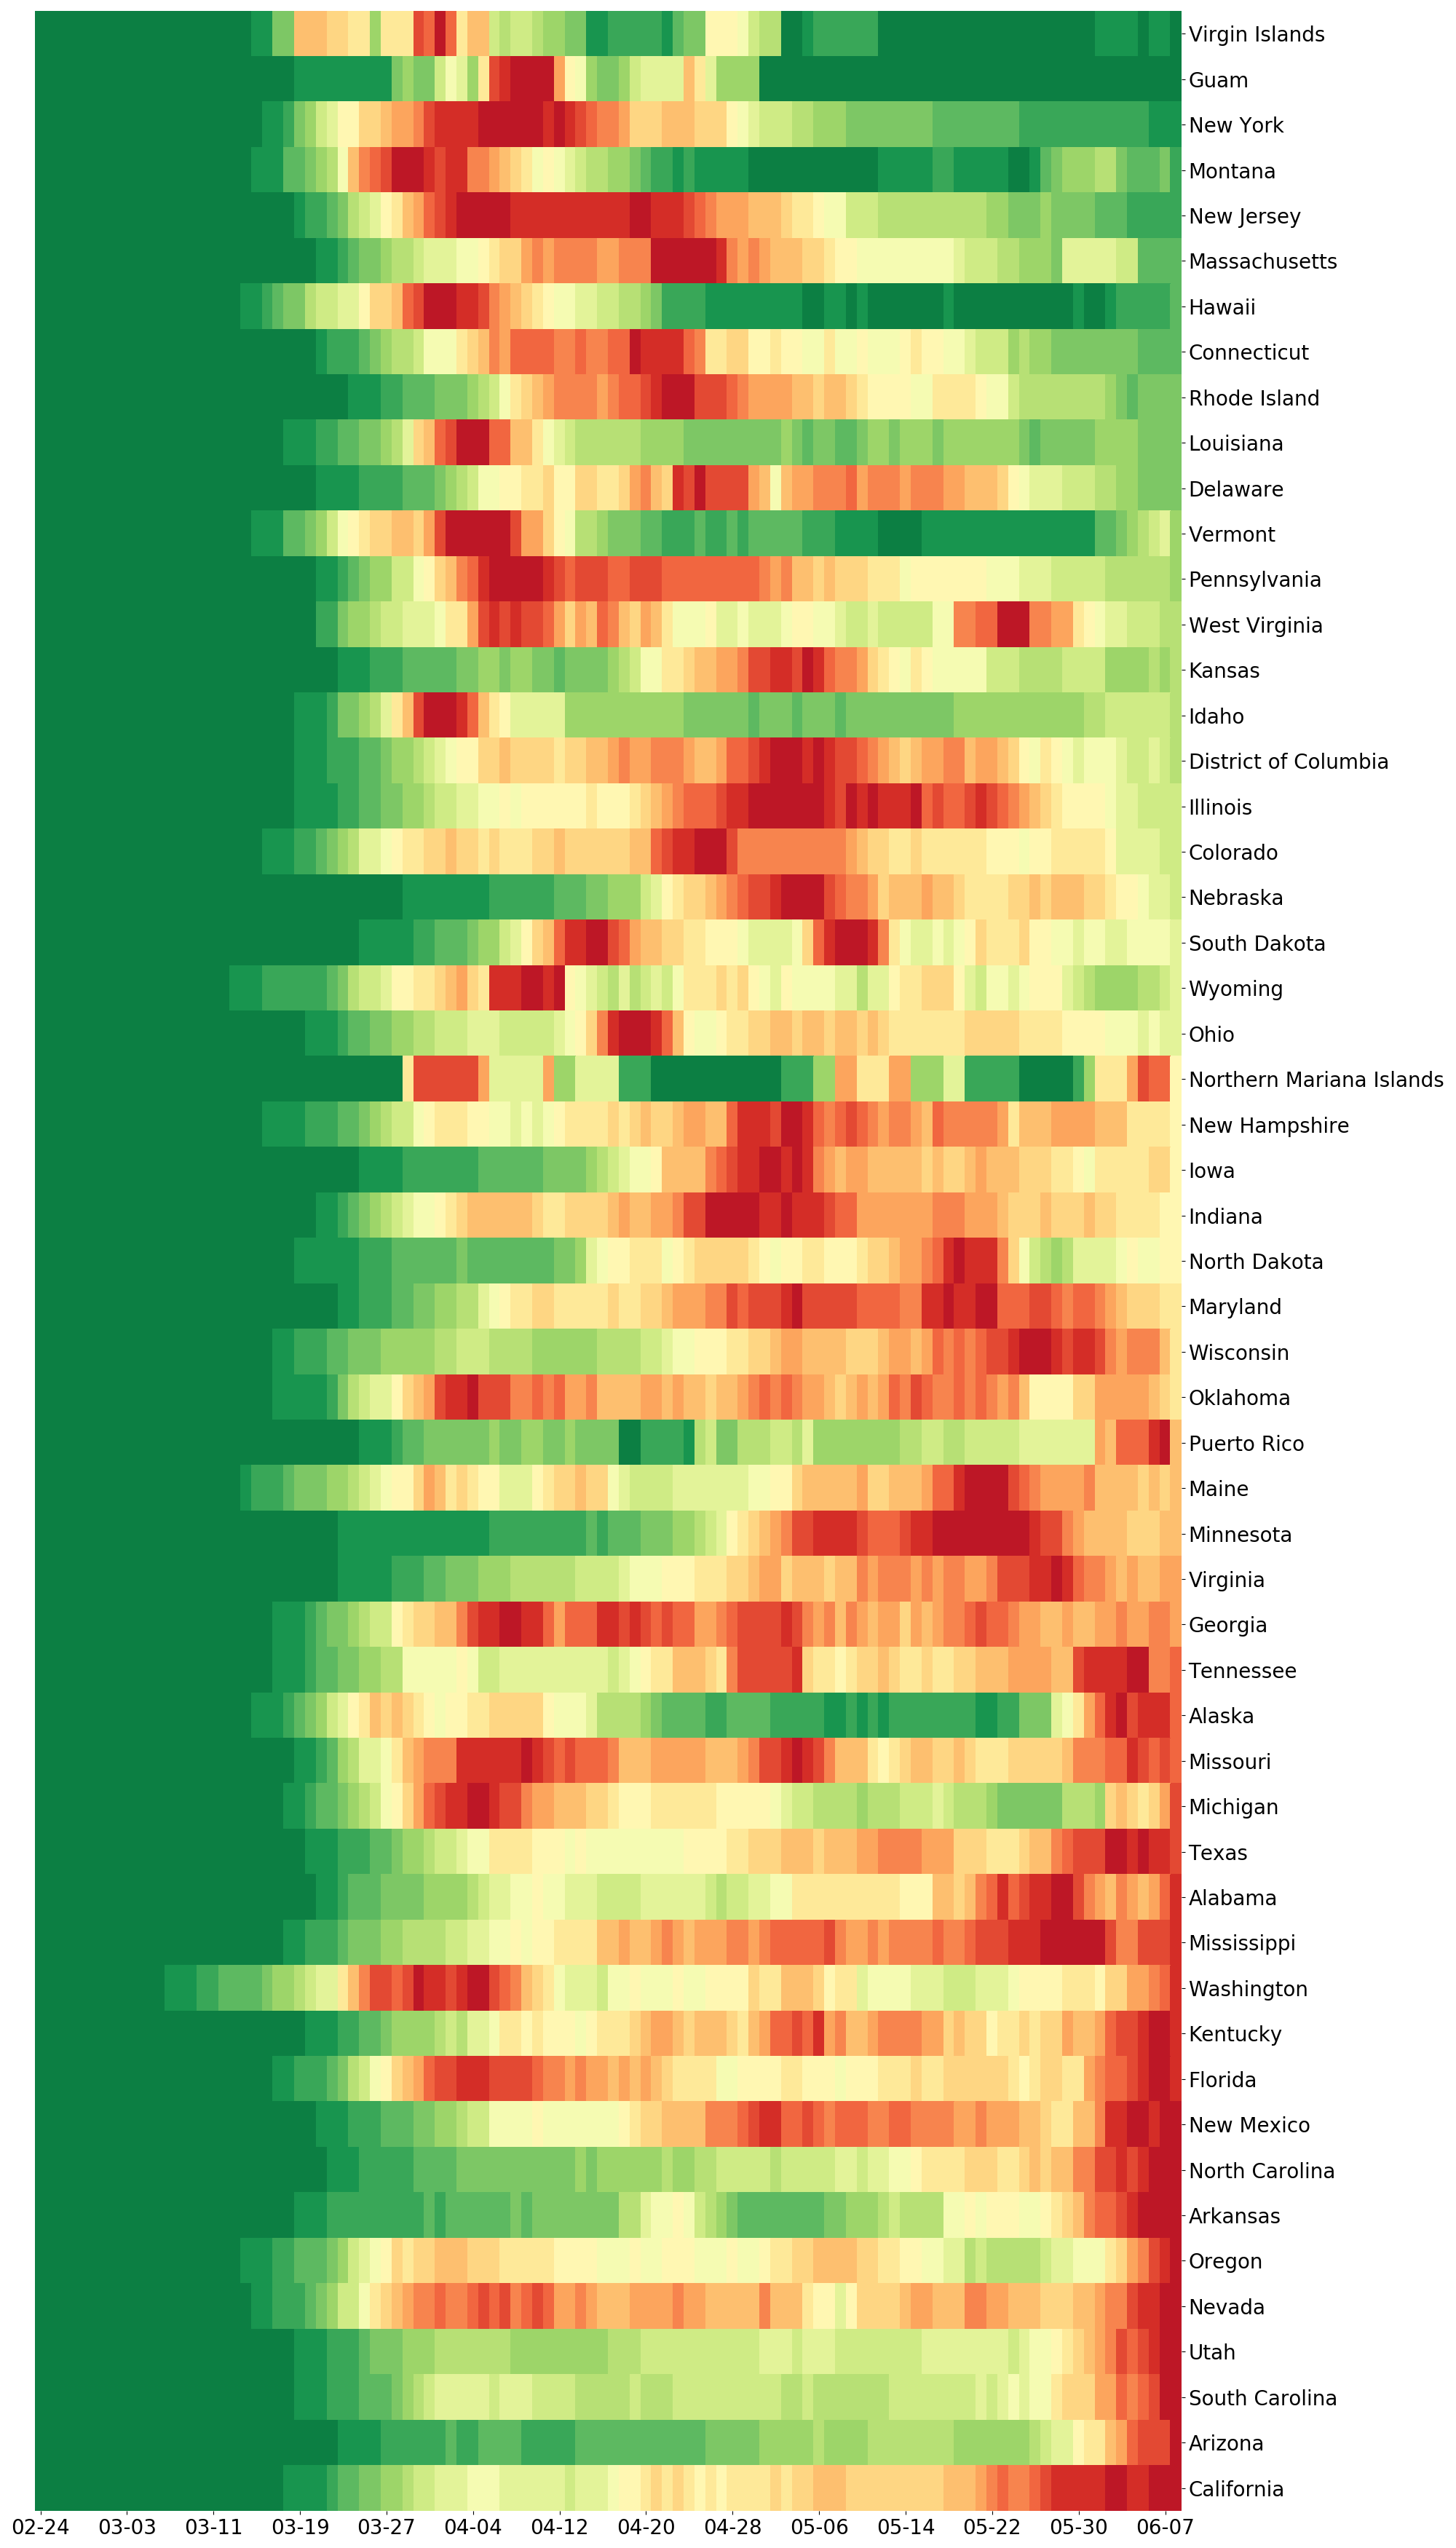 Virgin Islands
Guam
New York
Montana
New Jersey
Massachusetts
Hawaii
Connecticut
Rhode Island
Louisiana
Delaware
Vermont
Pennsylvania
West Virginia
Kansas
Idaho
District of Columbia
Illinois
Colorado
Nebraska
South Dakota
Wyoming
Ohio
Northern Mariana Islands
New Hampshire
Iowa
Indiana
North Dakota
Maryland
Wisconsin
Oklahoma
Puerto Rico
Maine
Minnesota
Virginia
Georgia
Tennessee
Alaska
Missouri
Michigan
Texas
Alabama
Mississippi
Washington
Kentucky
Florida
New Mexico
North Carolina
Arkansas
Oregon
Nevada
Utah
South Carolina
Arizona
California
02-24 03-03 03-11 03-19 03-27 04-04 04-12 04-20 04-28 05-06 05-14 05-22 05-30 06-07